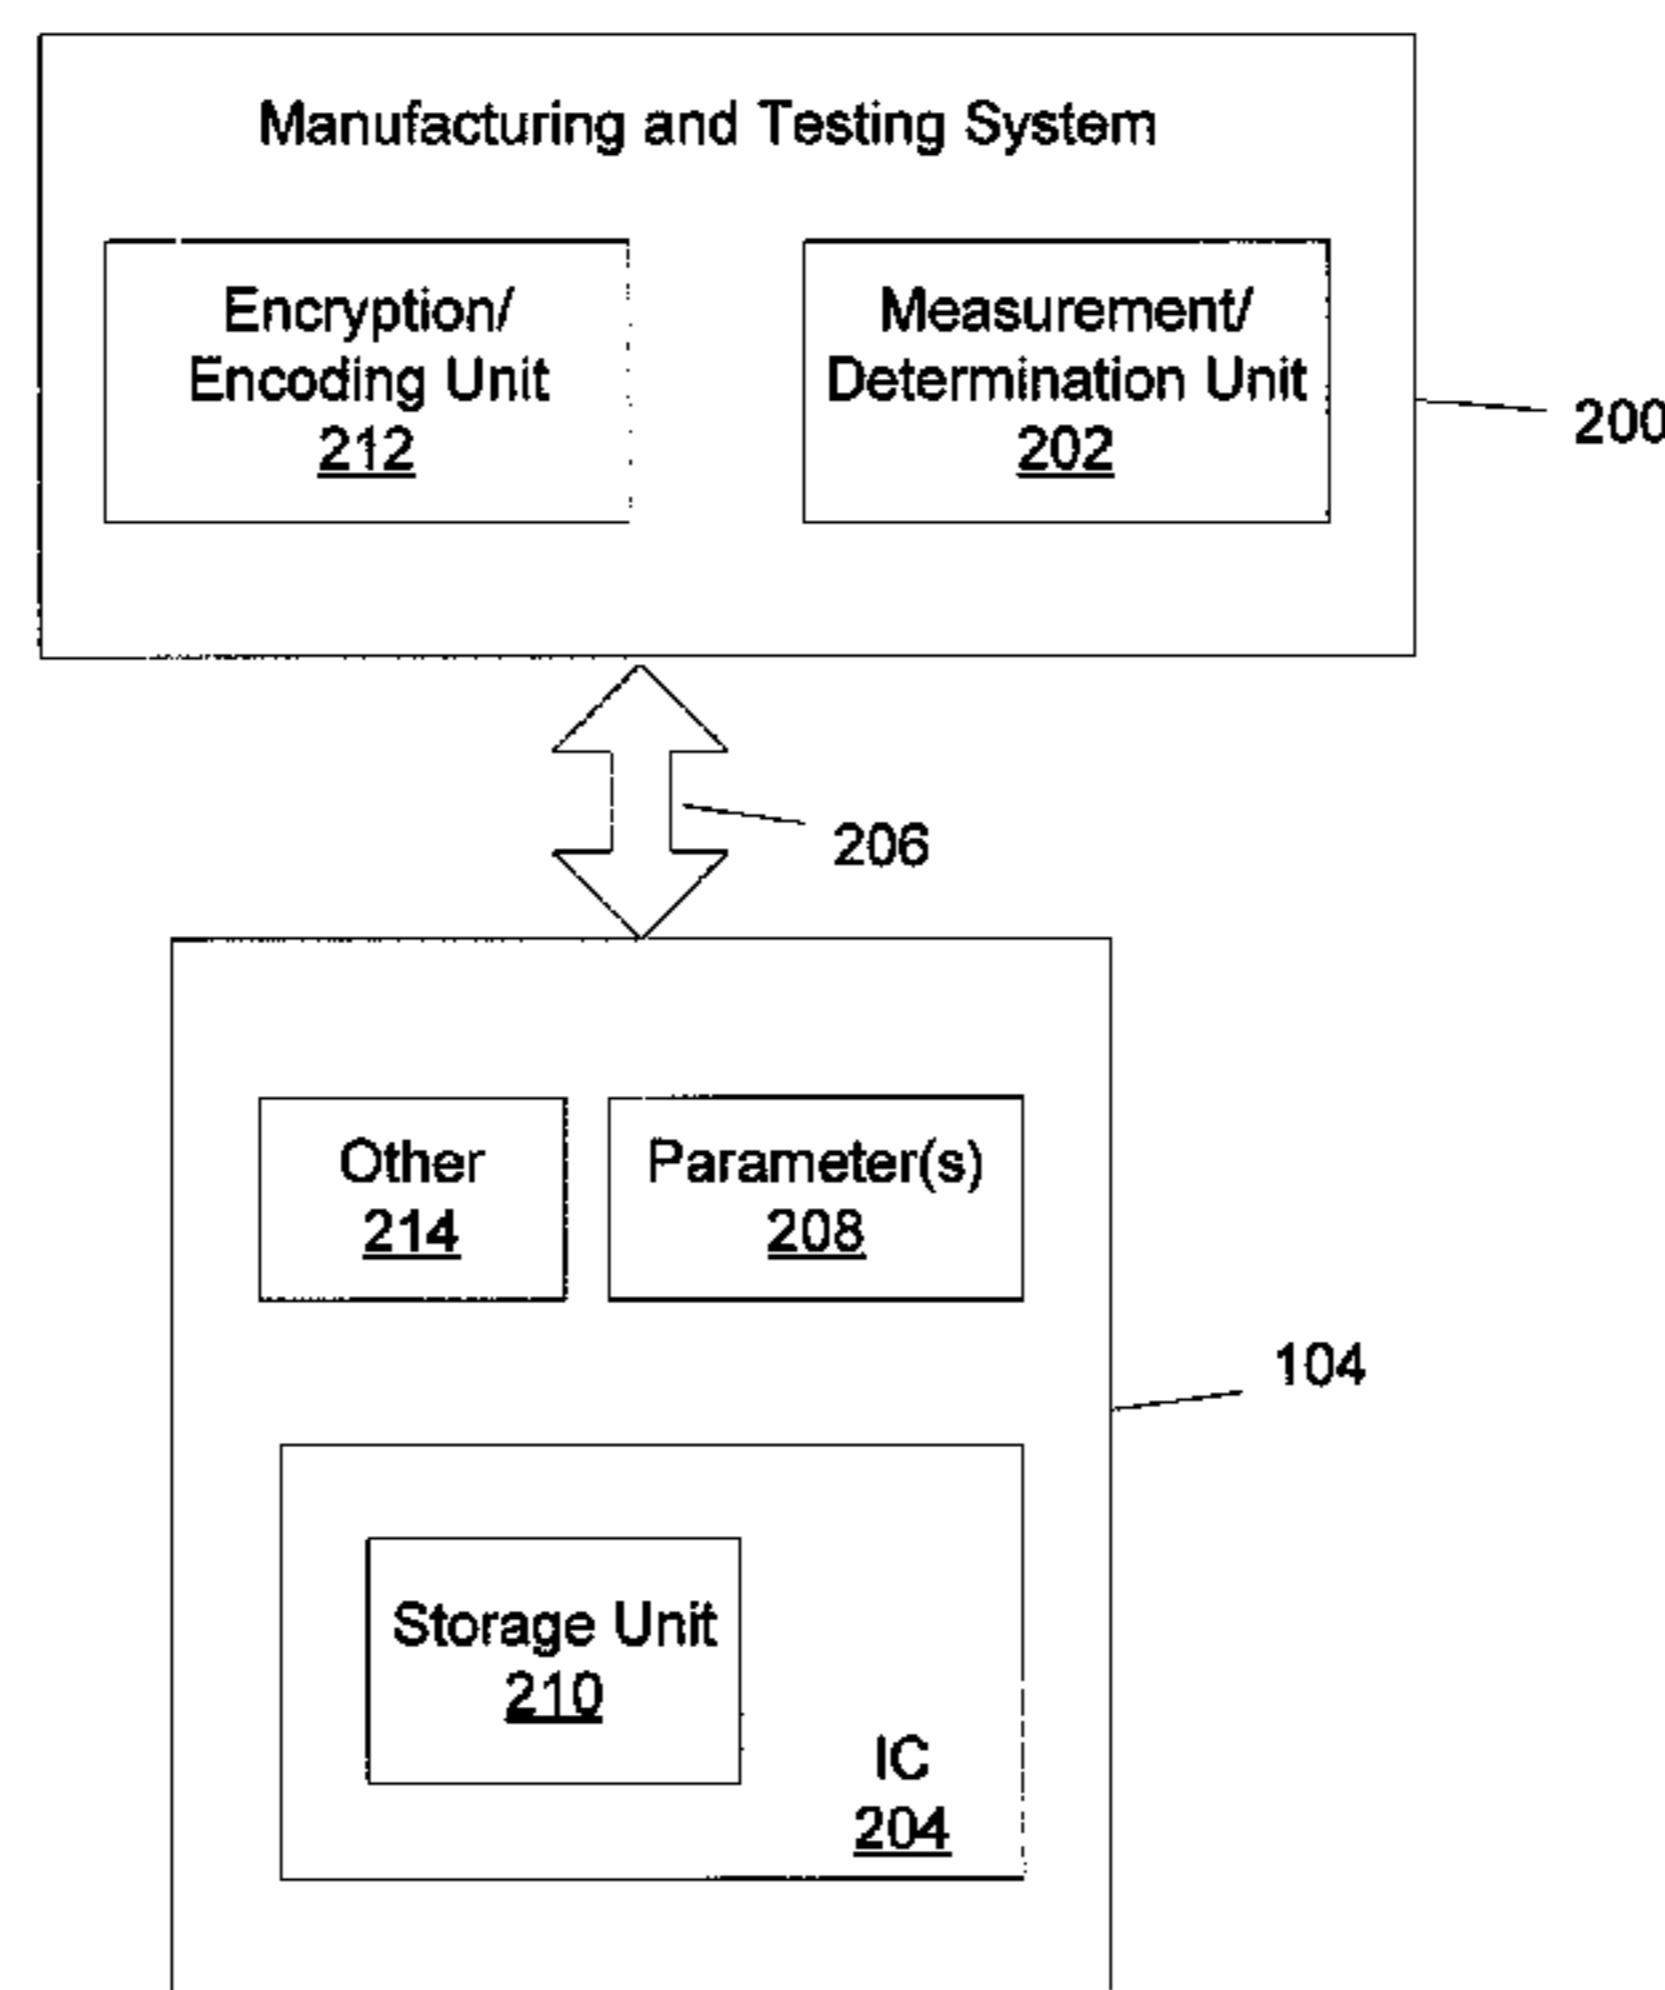 Manufacturing and Testing System
Encryption/
Encoding Unit
212
Measurement/
Determination Unit
202
200
206
Other
214
Parameter(s)
208
104
Storage Unit
210
IC
204